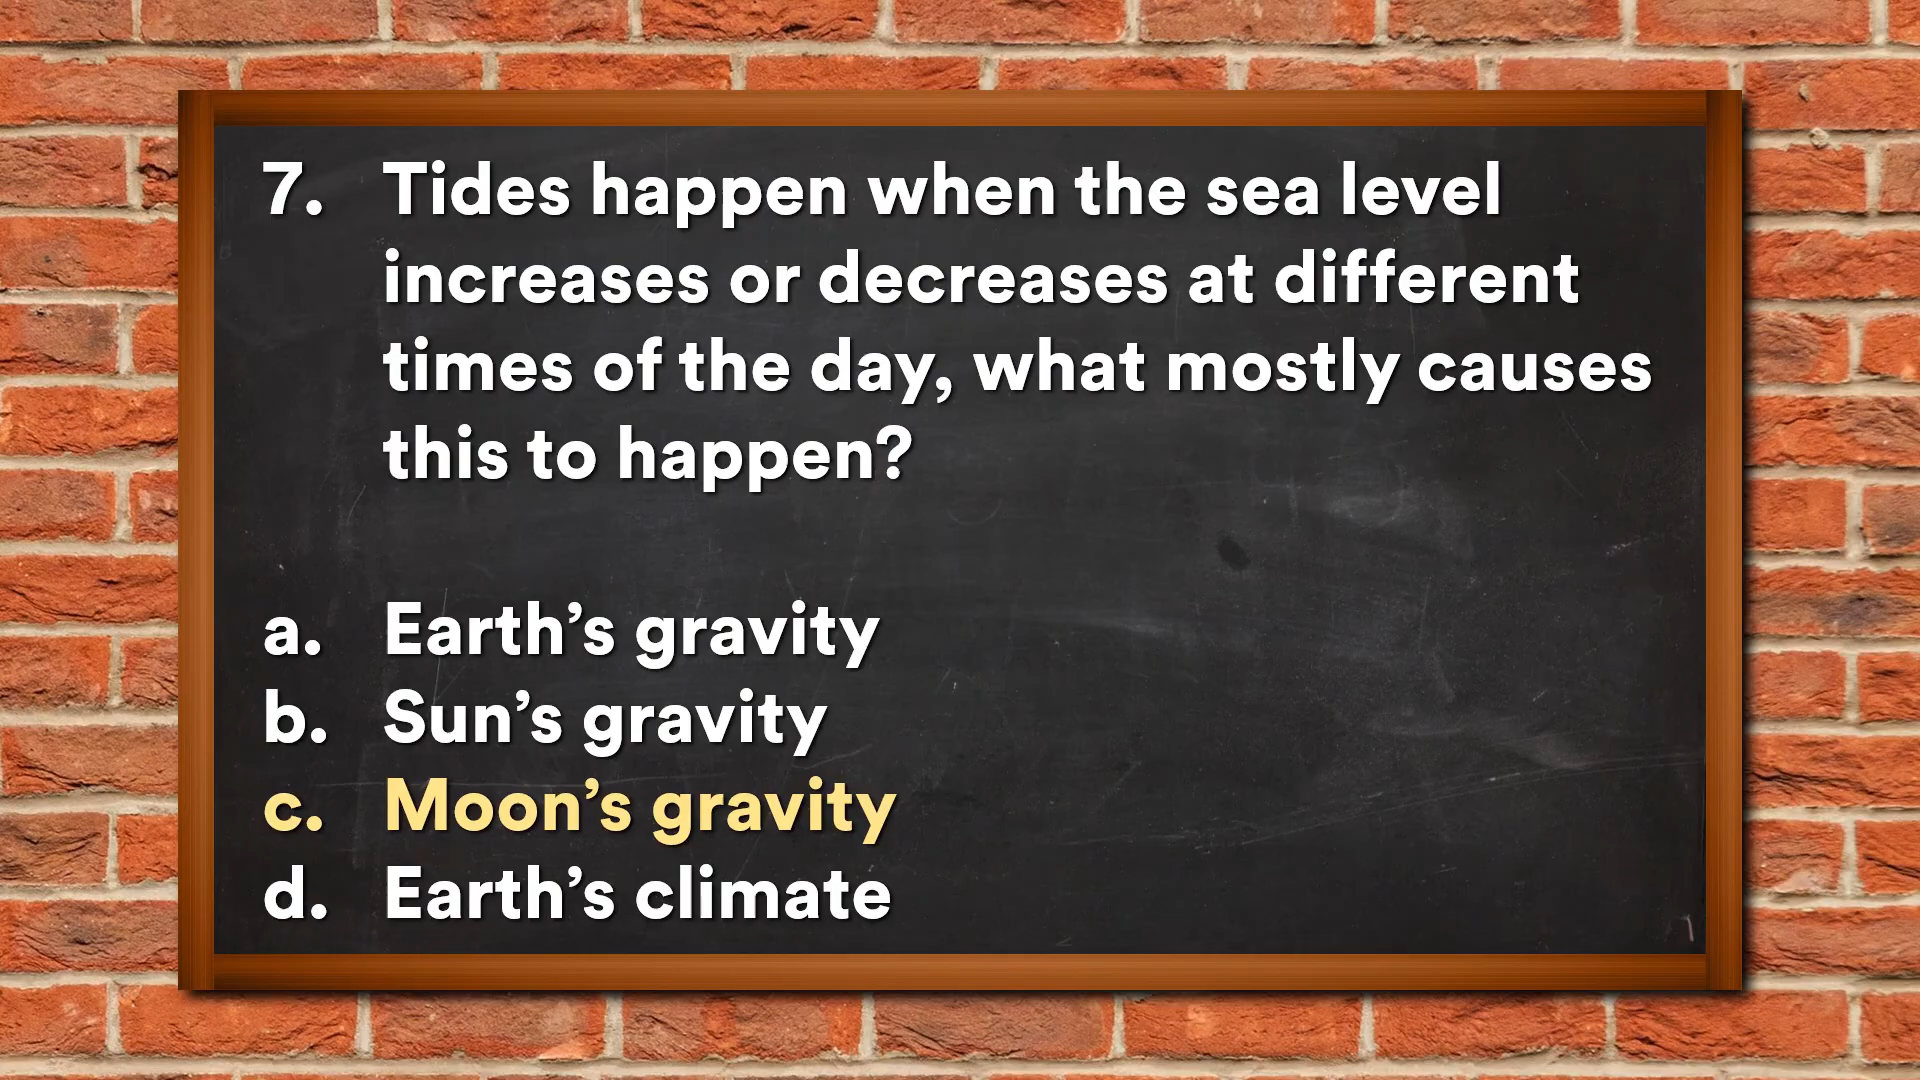 7. Tides happen when the sea level
increases or decreases at different
times of the day, what mostly causes
this to happen?
a. Earth’s gravity
b. Sun’s gravity
c. Moon’s gravity
d. Earth’s climate